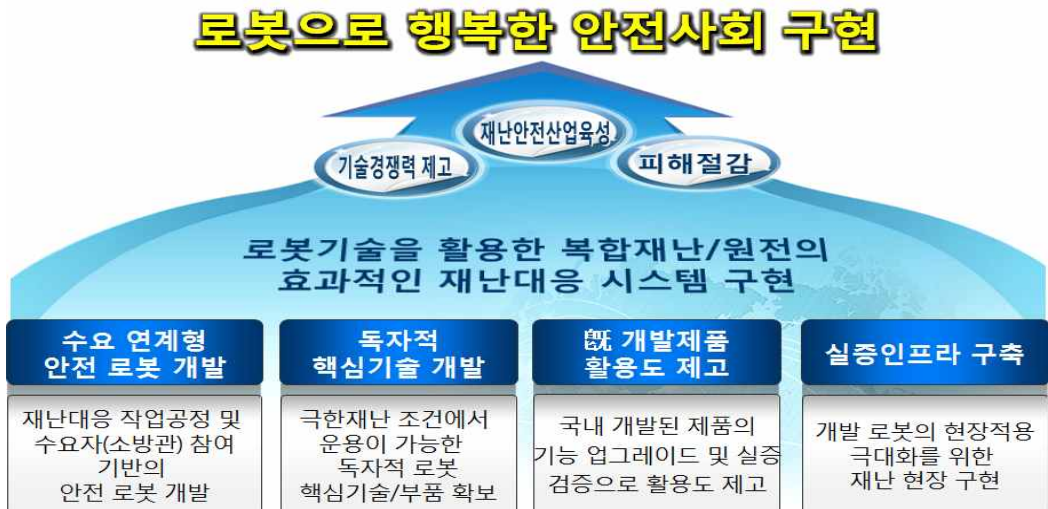 로봇으로 행복한 안전사회 구현
재난안전산업육성
기술경쟁력 제고
피해절감
로봇기술을 활용한 복합재난/원전의
효과적인 재난대응 시스템 구현
수요 연계형
안전 로봇 개발
독자적
핵심기술 개발
旣 개발제품
활용도 제고
실증인프라 구축
재난대응 작업공정 및
수요자(소방관) 참여
기반의
안전 로봇 개발
극한재난 조건에서
운용이 가능한
독자적 로봇
핵심기술/부품 확보
국내 개발된 제품의
기능 업그레이드 및 실증
검증으로 활용도 제고
개발 로봇의 현장적용
극대화를 위한
재난 현장 구현